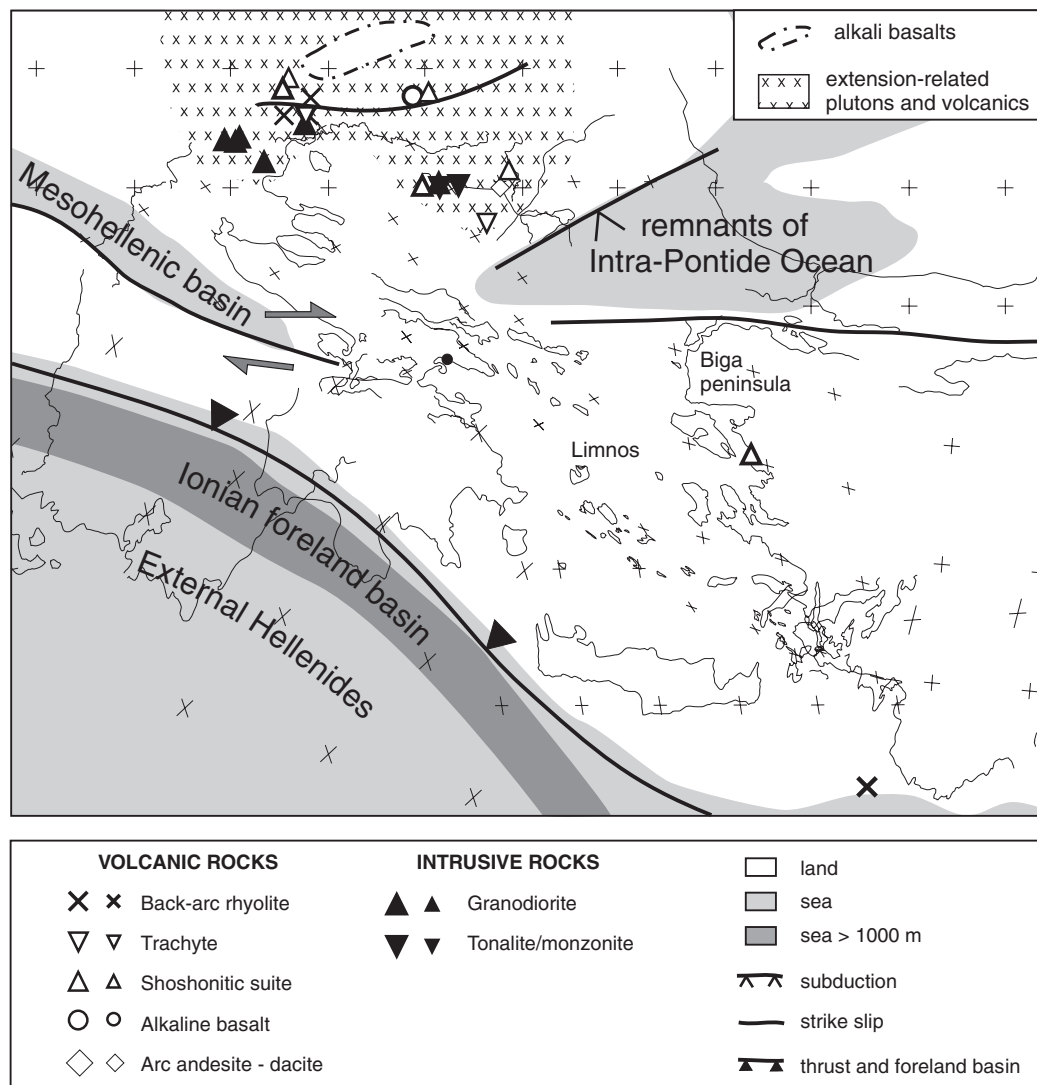 alkali basalts
extension-related
plutons and volcanics
Mesohellenic basin
remnants of
Intra-Pontide Ocean
Biga
peninsula
Limnos
Ionian foreland basin
External Hellenides
VOLCANIC ROCKS
Back-arc rhyolite
Trachyte
Shoshonitic suite
Alkaline basalt
Arc andesite - dacite
INTRUSIVE ROCKS
Granodiorite
Tonalite/monzonite
land
sea
sea > 1000 m
subduction
strike slip
thrust and foreland basin